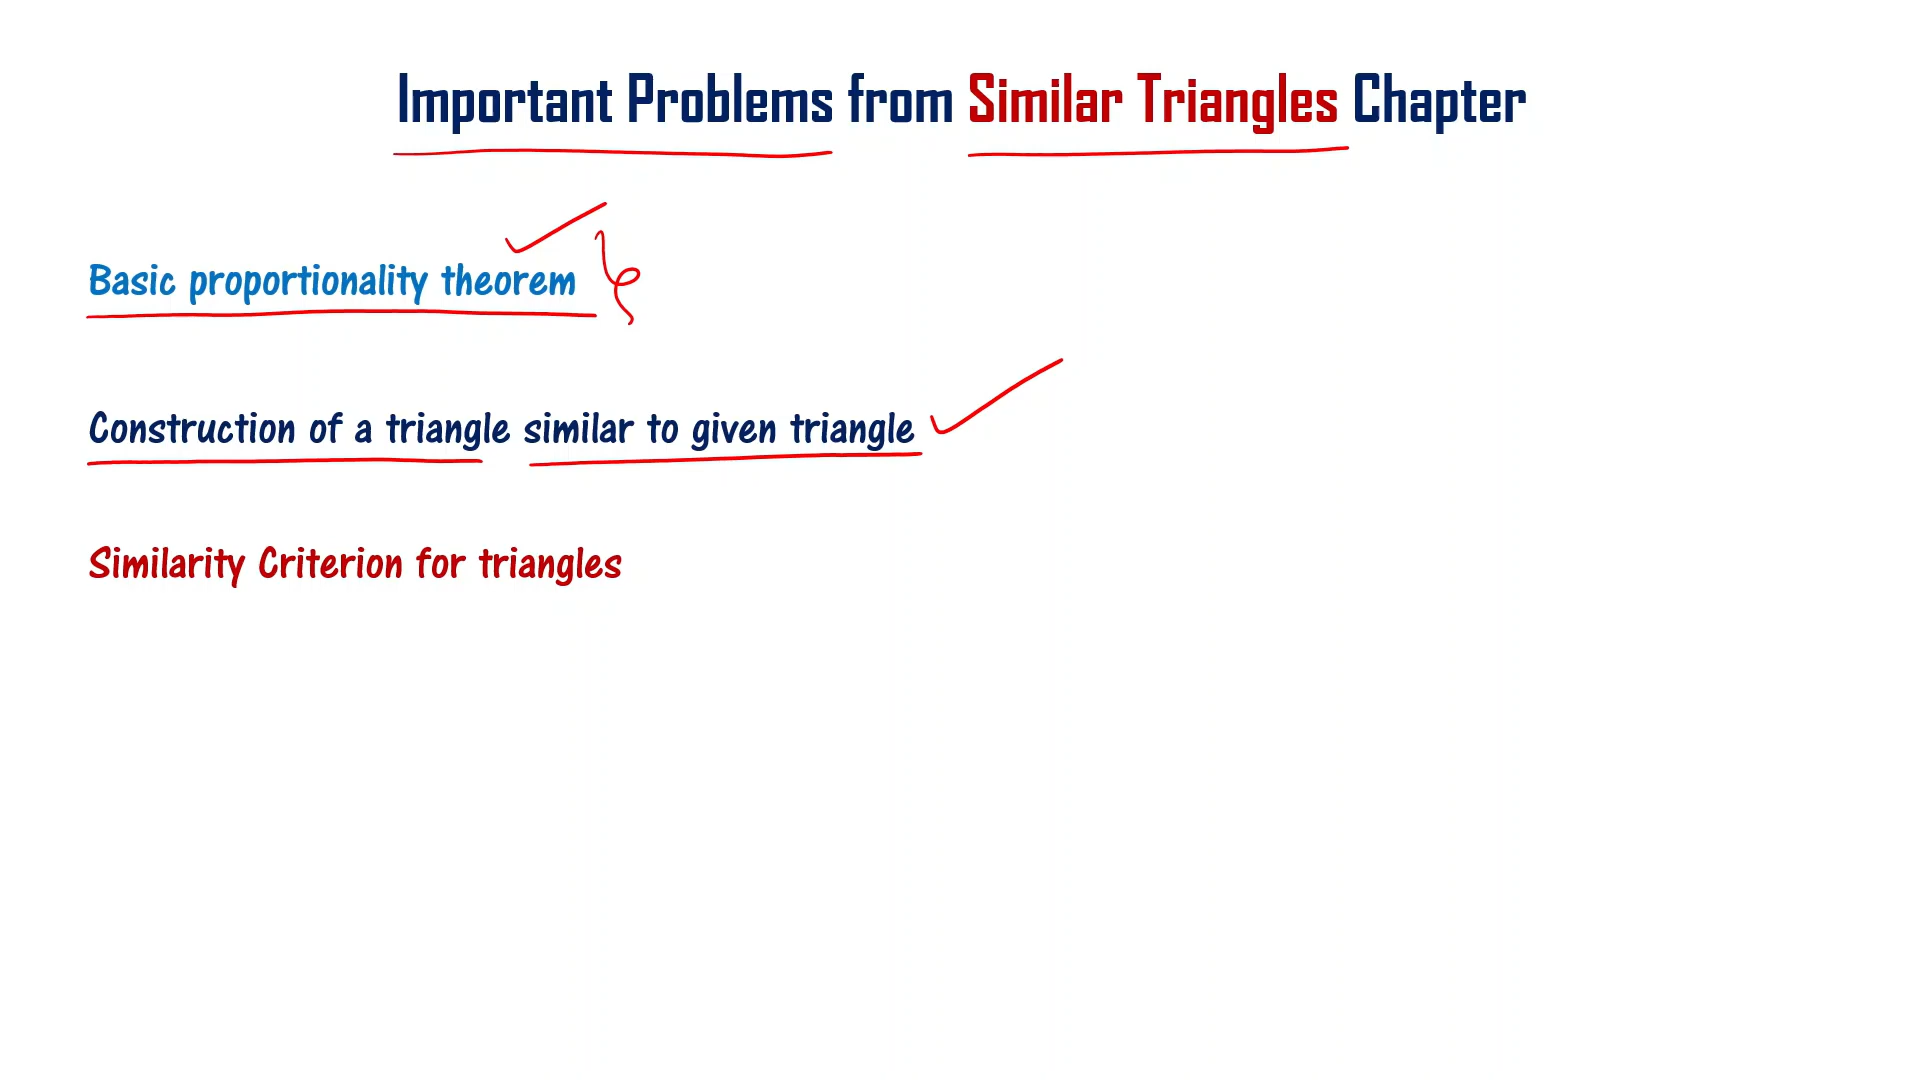 Important Problems from Similar Triangles Chapter
Basic proportionality theorem
Construction of a triangle similar to given triangle
Similarity Criterion for triangles